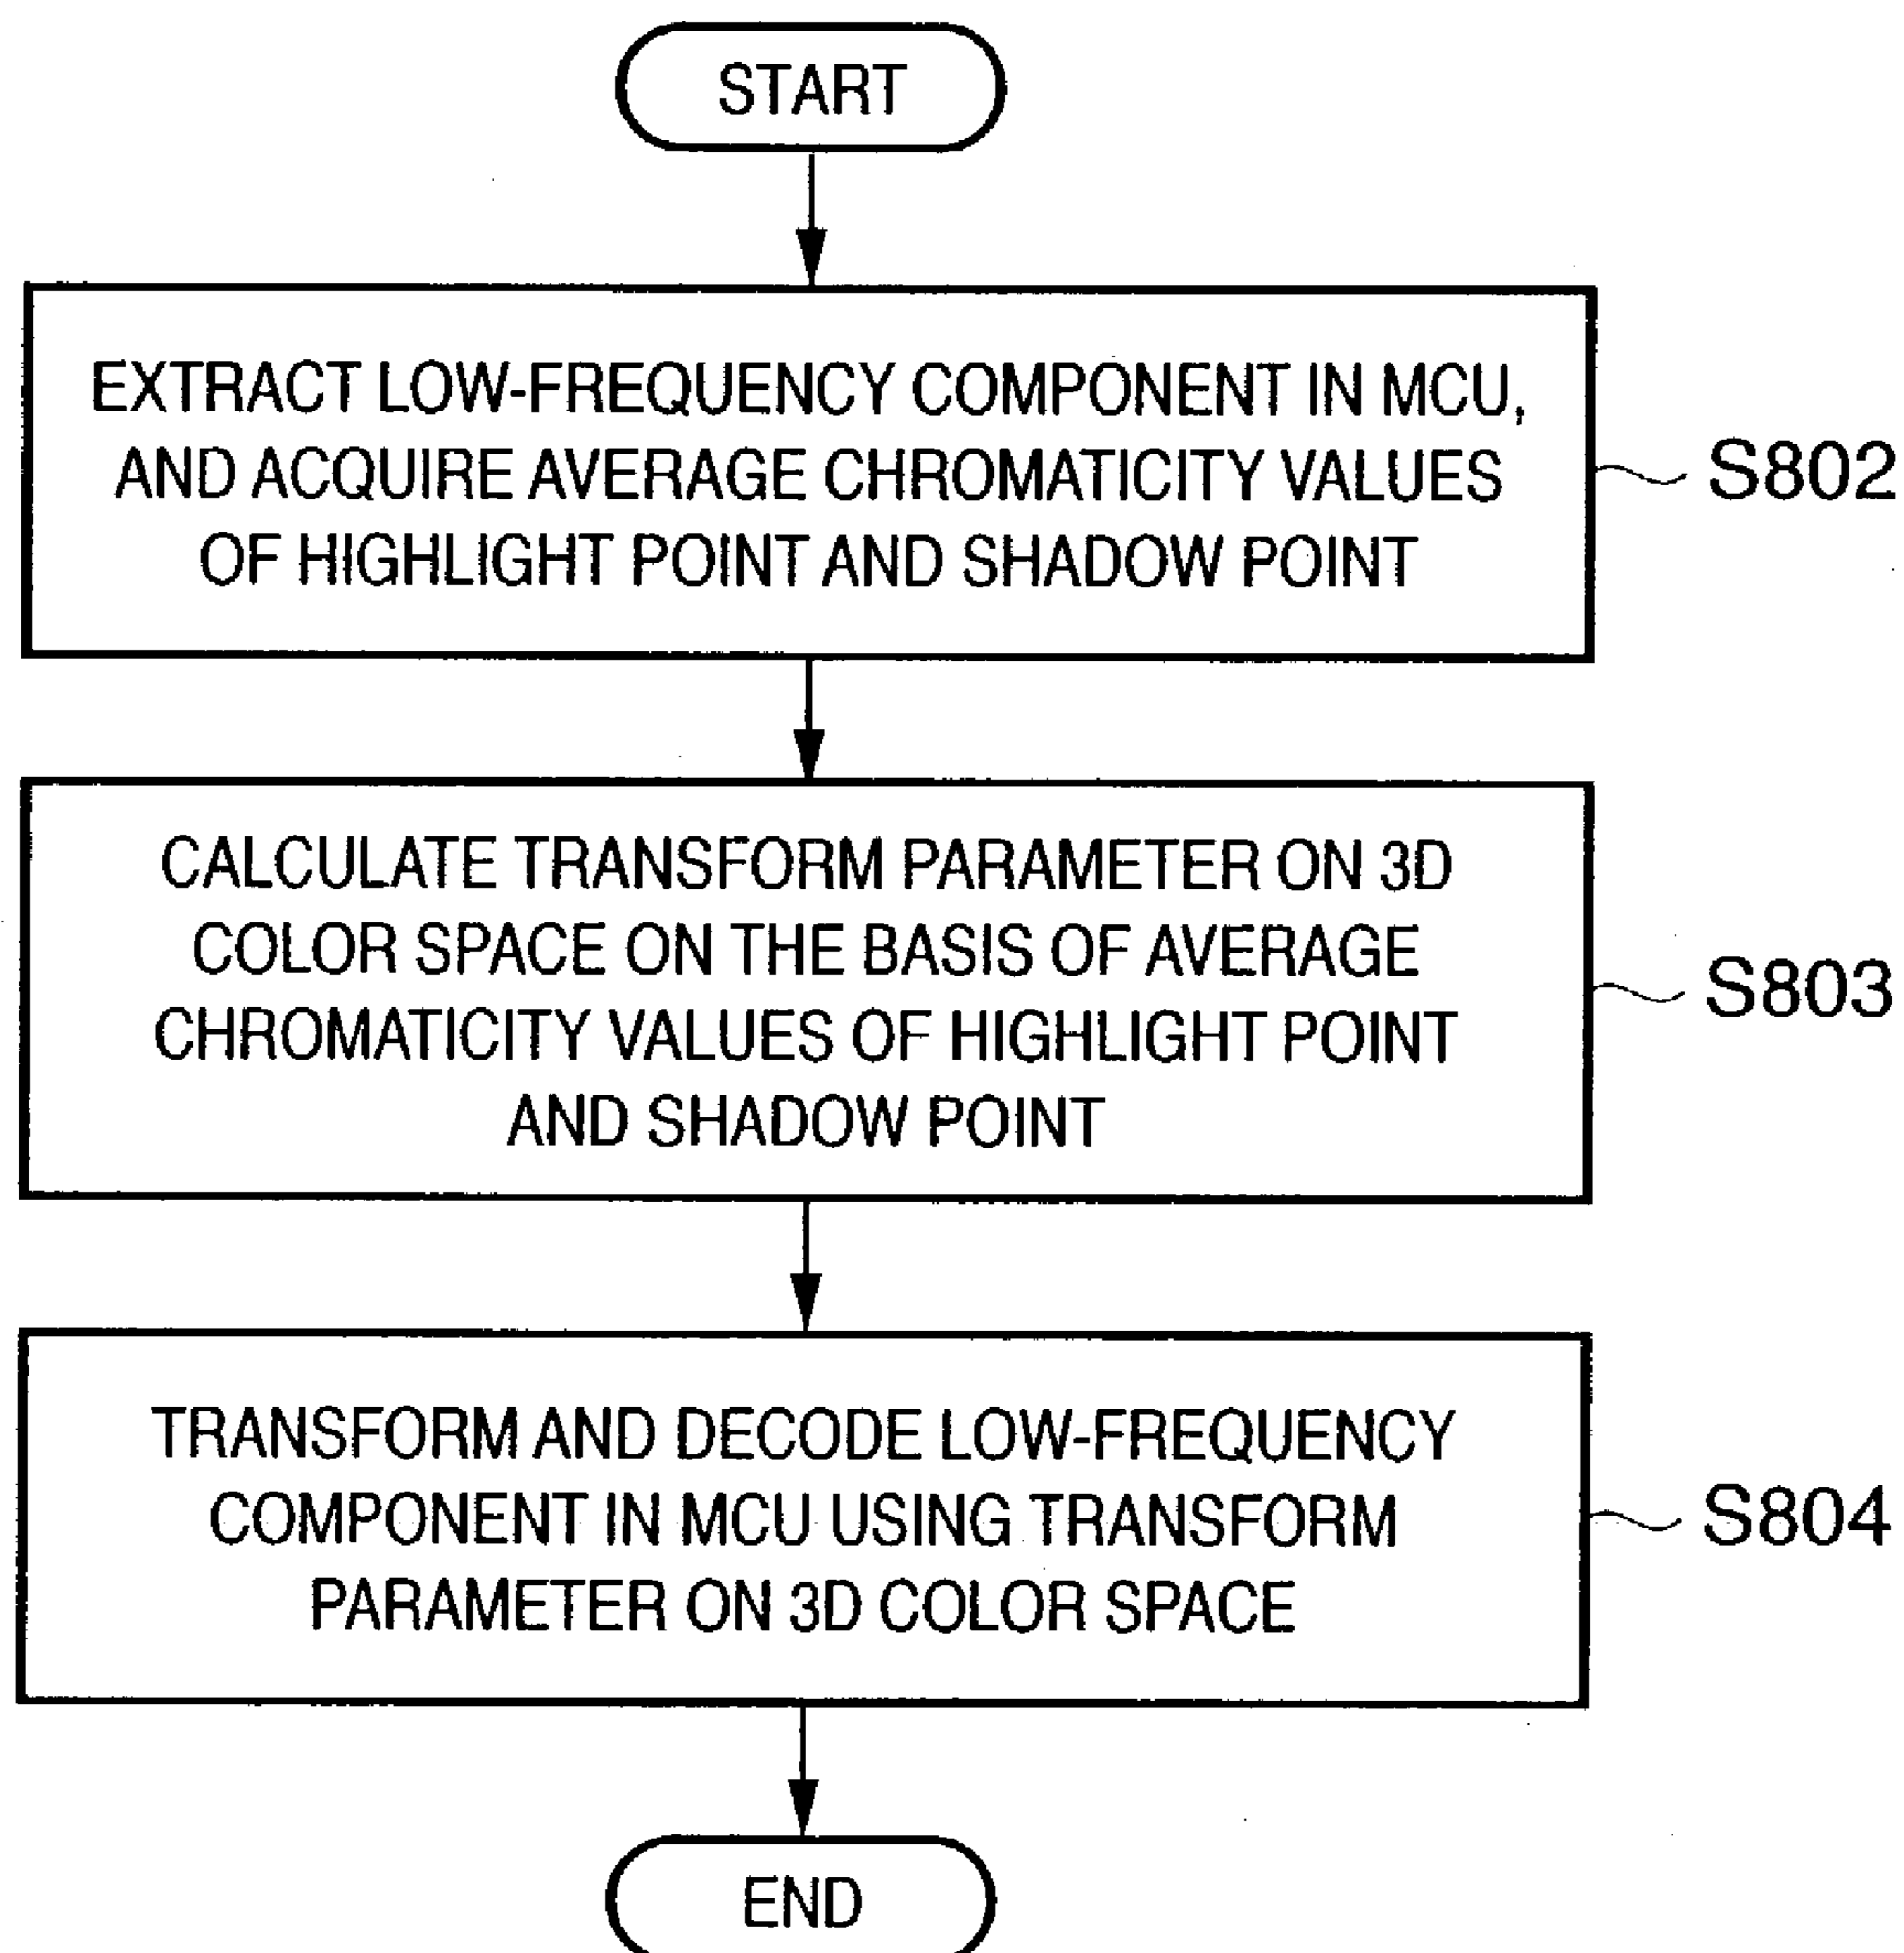 START
EXTRACT LOW-FREQUENCY COMPONENT IN MCU,
AND ACQUIRE AVERAGE CHROMATICITY VALUES
OF HIGHLIGHT POINT AND SHADOW POINT
S802
CALCULATE TRANSFORM PARAMETER ON 3D
COLOR SPACE ON THE BASIS OF AVERAGE
CHROMATICITY VALUES OF HIGHLIGHT POINT
AND SHADOW POINT
S803
TRANSFORM AND DECODE LOW-FREQUENCY
COMPONENT IN MCU USING TRANSFORM
PARAMETER ON 3D COLOR SPACE
S804
END